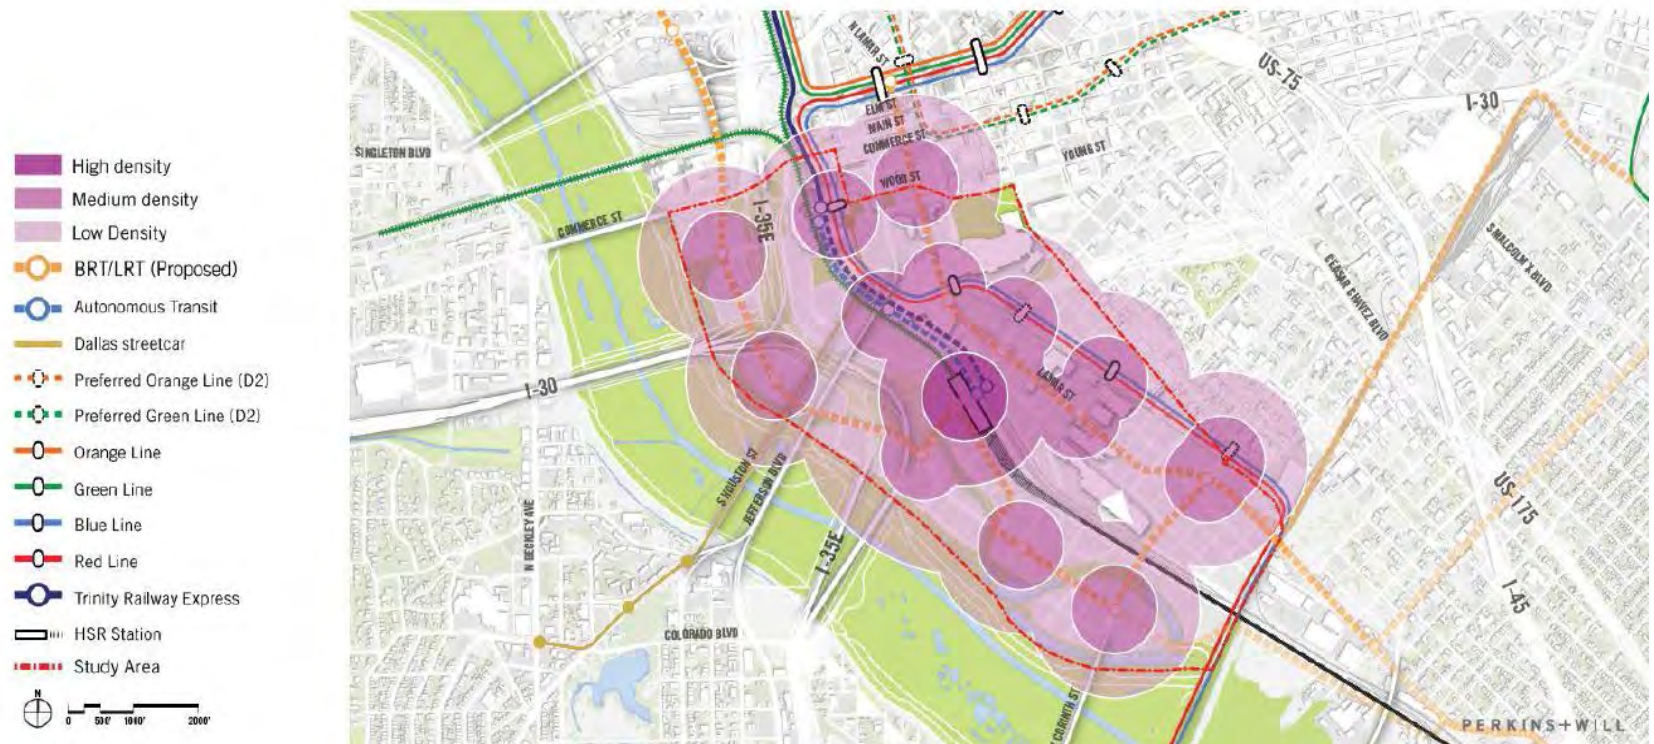 High density
Medium density
Low Density
BRT/LRT (Proposed)
Autonomous Transit
Dallas streetcar
Preferred Orange Line (D2)
Preferred Green Line (D2)
Orange Line
Green Line
Blue Line
Red Line
Trinity Railway Express
HSR Station
Study Area
N
0 500' 1000' 2000'
N LAMAR ST
US-75
I-30
ELM ST
MAIN ST
COMMERCE ST
YOUNG ST
SINGLETON BLVD
WOOD ST
COMMERCE ST
I-35E
S MALCOLM X BLVD
CEASAR CHAVEZ BLVD
I-30
LAMAR ST
S HOUSTON ST
JEFFERSON BLVD
N BECKLEY AVE
I-35E
US-175
I-45
COLORADO BLVD
CORINTH ST
PERKINS+WILL